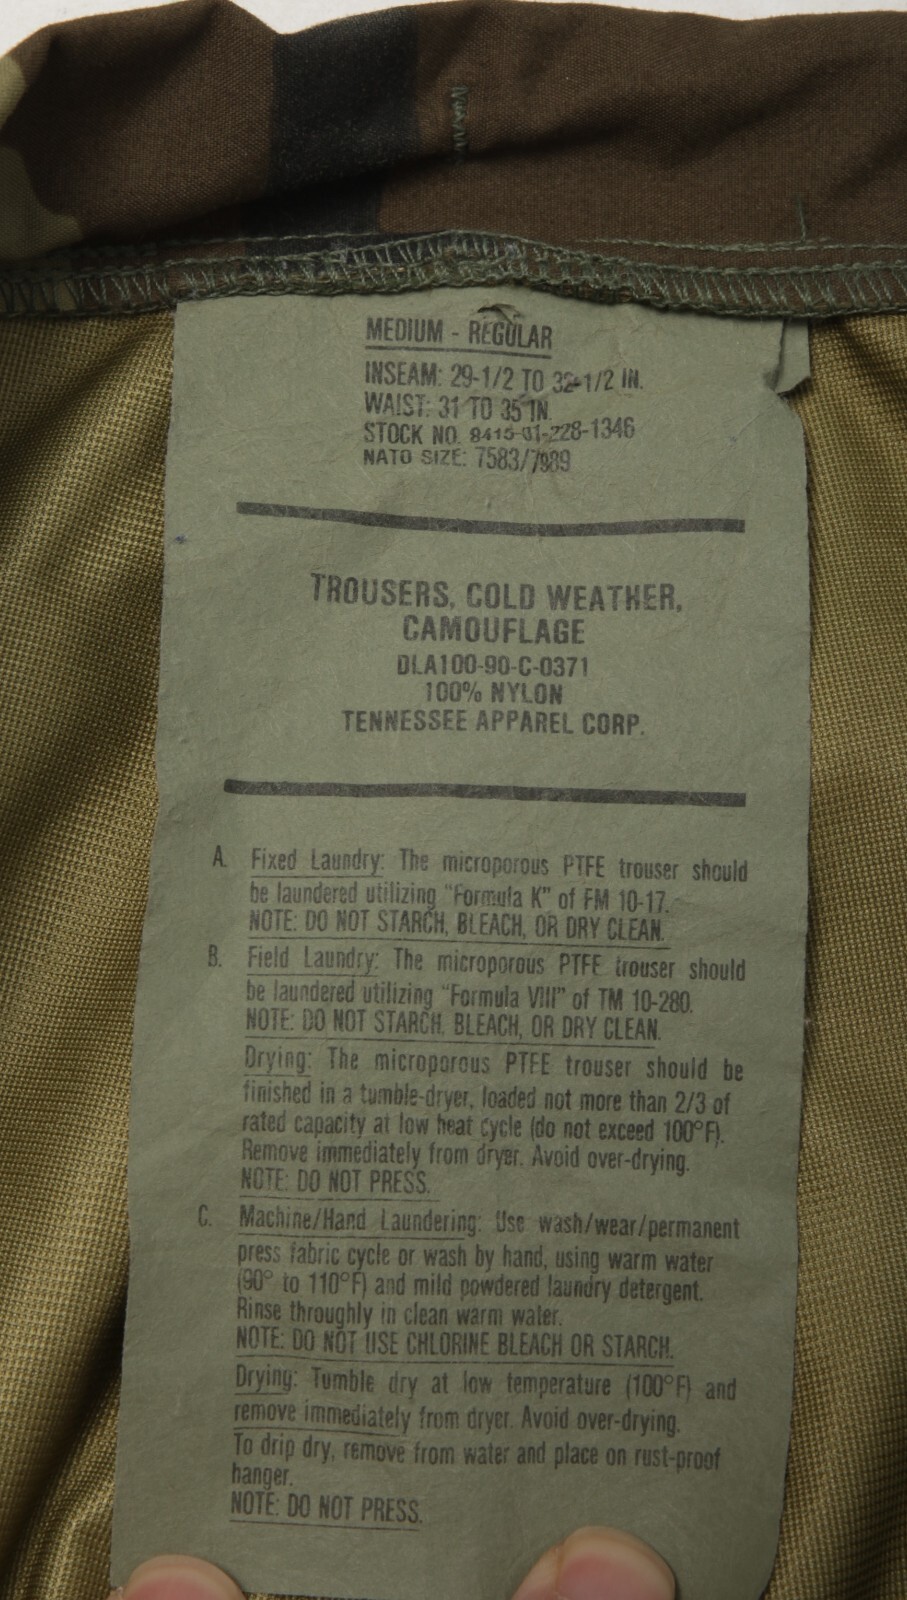 MEDIUM - REGULAR
INSEAM: 29-1/2 TO 32-1/2 IN.
WAIST: 31 TO 35 IN.
STOCK NO. 8415-01-228-1346
NATO SIZE: 7583/7989
TROUSERS, COLD WEATHER,
CAMOUFLAGE
DLA100-90-C-0371
100% NYLON
TENNESSEE APPAREL CORP.
A. Fixed Laundry: The microporous PTFE trouser should
be laundered utilizing "Formula K" of FM 10-17.
NOTE: DO NOT STARCH, BLEACH, OR DRY CLEAN.
B. Field Laundry: The microporous PTFE trouser should
be laundered utilizing "Formula VIII" of TM 10-280.
NOTE: DO NOT STARCH, BLEACH, OR DRY CLEAN.
Drying: The microporous PTFE trouser should be
finished in a tumble-dryer, loaded not more than 2/3 of
rated capacity at low heat cycle (do not exceed 100°F).
Remove immediately from dryer. Avoid over-drying.
NOTE: DO NOT PRESS.
C. Machine/Hand Laundering: Use wash/wear/permanent
press fabric cycle or wash by hand, using warm water
(90° to 110°F) and mild powdered laundry detergent.
Rinse throughly in clean warm water.
NOTE: DO NOT USE CHLORINE BLEACH OR STARCH.
Drying: Tumble dry at low temperature (100°F) and
remove immediately from dryer. Avoid over-drying.
To drip dry, remove from water and place on rust-proof
hanger.
NOTE: DO NOT PRESS.